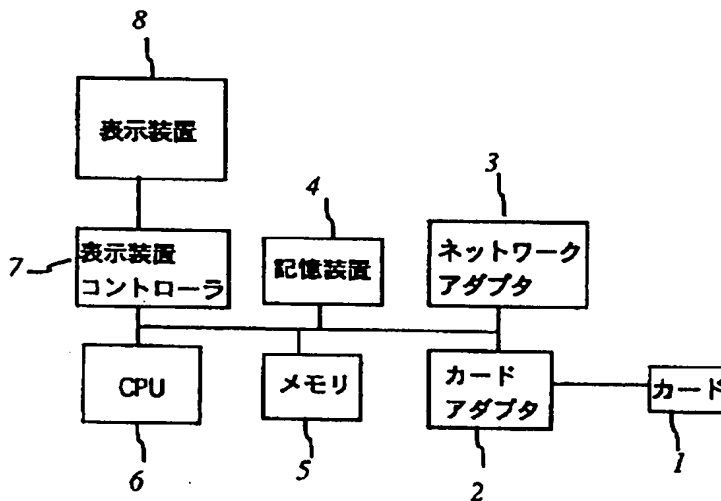 8
表示装置
4
3
7
表示装置
コントローラ
記憶装置
ネットワーク
アダプタ
CPU
メモリ
カード
アダプタ
カード
6
5
2
1